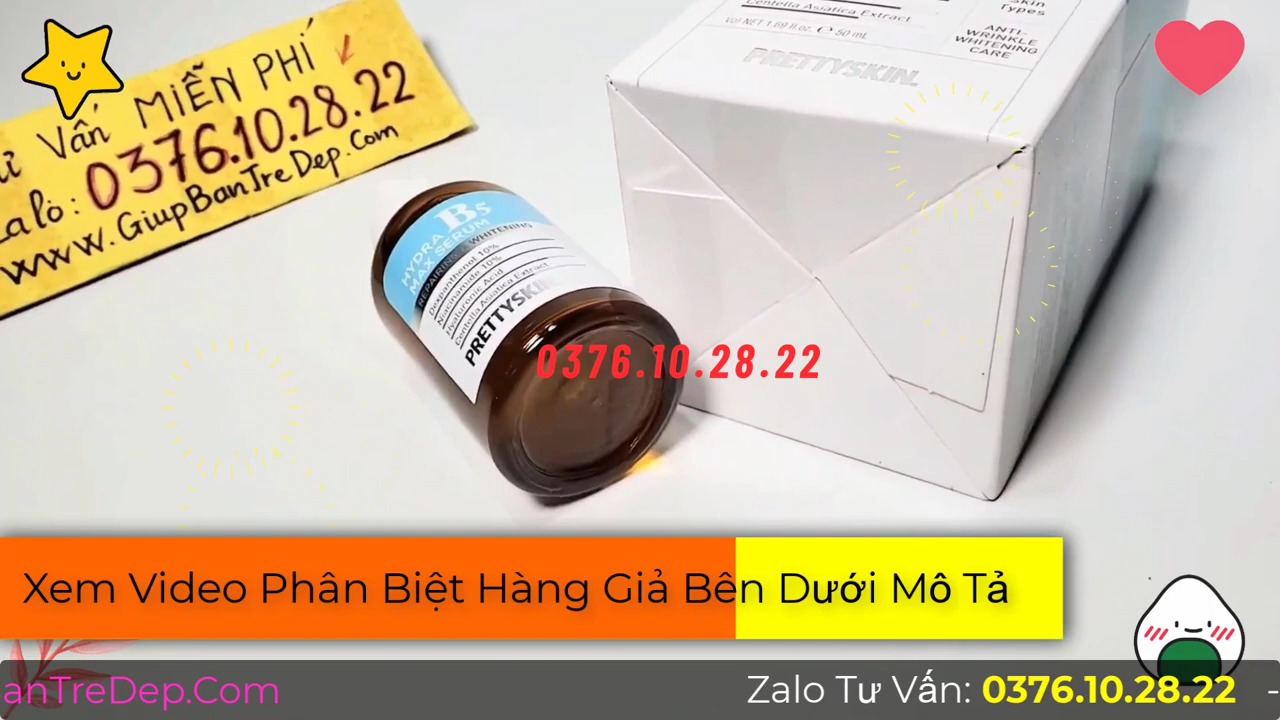 Vấn MIỄN PHÍ
Zalo: 0376.10.28.22
www.GiupBanTreDep.Com
Centella Asiatica Extract
Vol NET 1.69 fl.oz. ℮ 50 mL
PRETTYSKIN.
Skin
Types
ANTI-
WRINKLE
WHITENING
CARE
B5
HYDRA
MAX SERUM
REPAIRING WHITENING
Dexpanthenol 10%
Niacinamide 10%
Hyaluronic Acid
Centella Asiatica Extract
PRETTYSKIN
0376.10.28.22
Xem Video Phân Biệt Hàng Giả Bên Dưới Mô Tả
anTreDep.Com
Zalo Tư Vấn: 0376.10.28.22 -